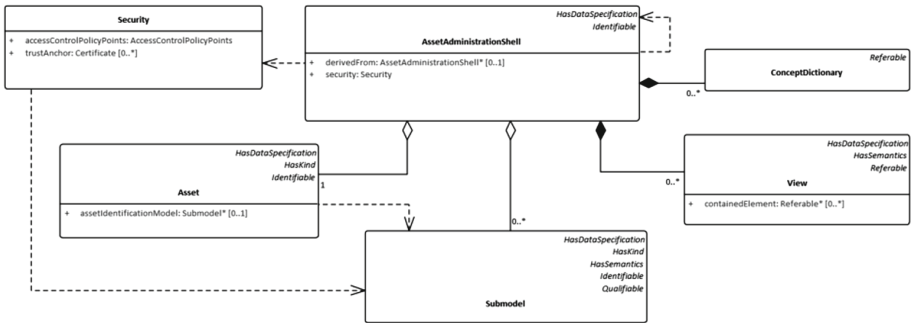 Security
+ accessControlPolicyPoints: AccessControlPolicyPoints
+ trustAnchor: Certificate [0..*]
HasDataSpecification
Identifiable
AssetAdministrationShell
+ derivedFrom: AssetAdministrationShell* [0..1]
+ security: Security
Referable
ConceptDictionary
0..*
HasDataSpecification
HasKind
Identifiable
Asset
+ assetIdentificationModel: Submodel* [0..1]
1
HasDataSpecification
HasSemantics
Referable
View
+ containedElement: Referable* [0..*]
0..*
0..*
HasDataSpecification
HasKind
HasSemantics
Identifiable
Qualifiable
Submodel